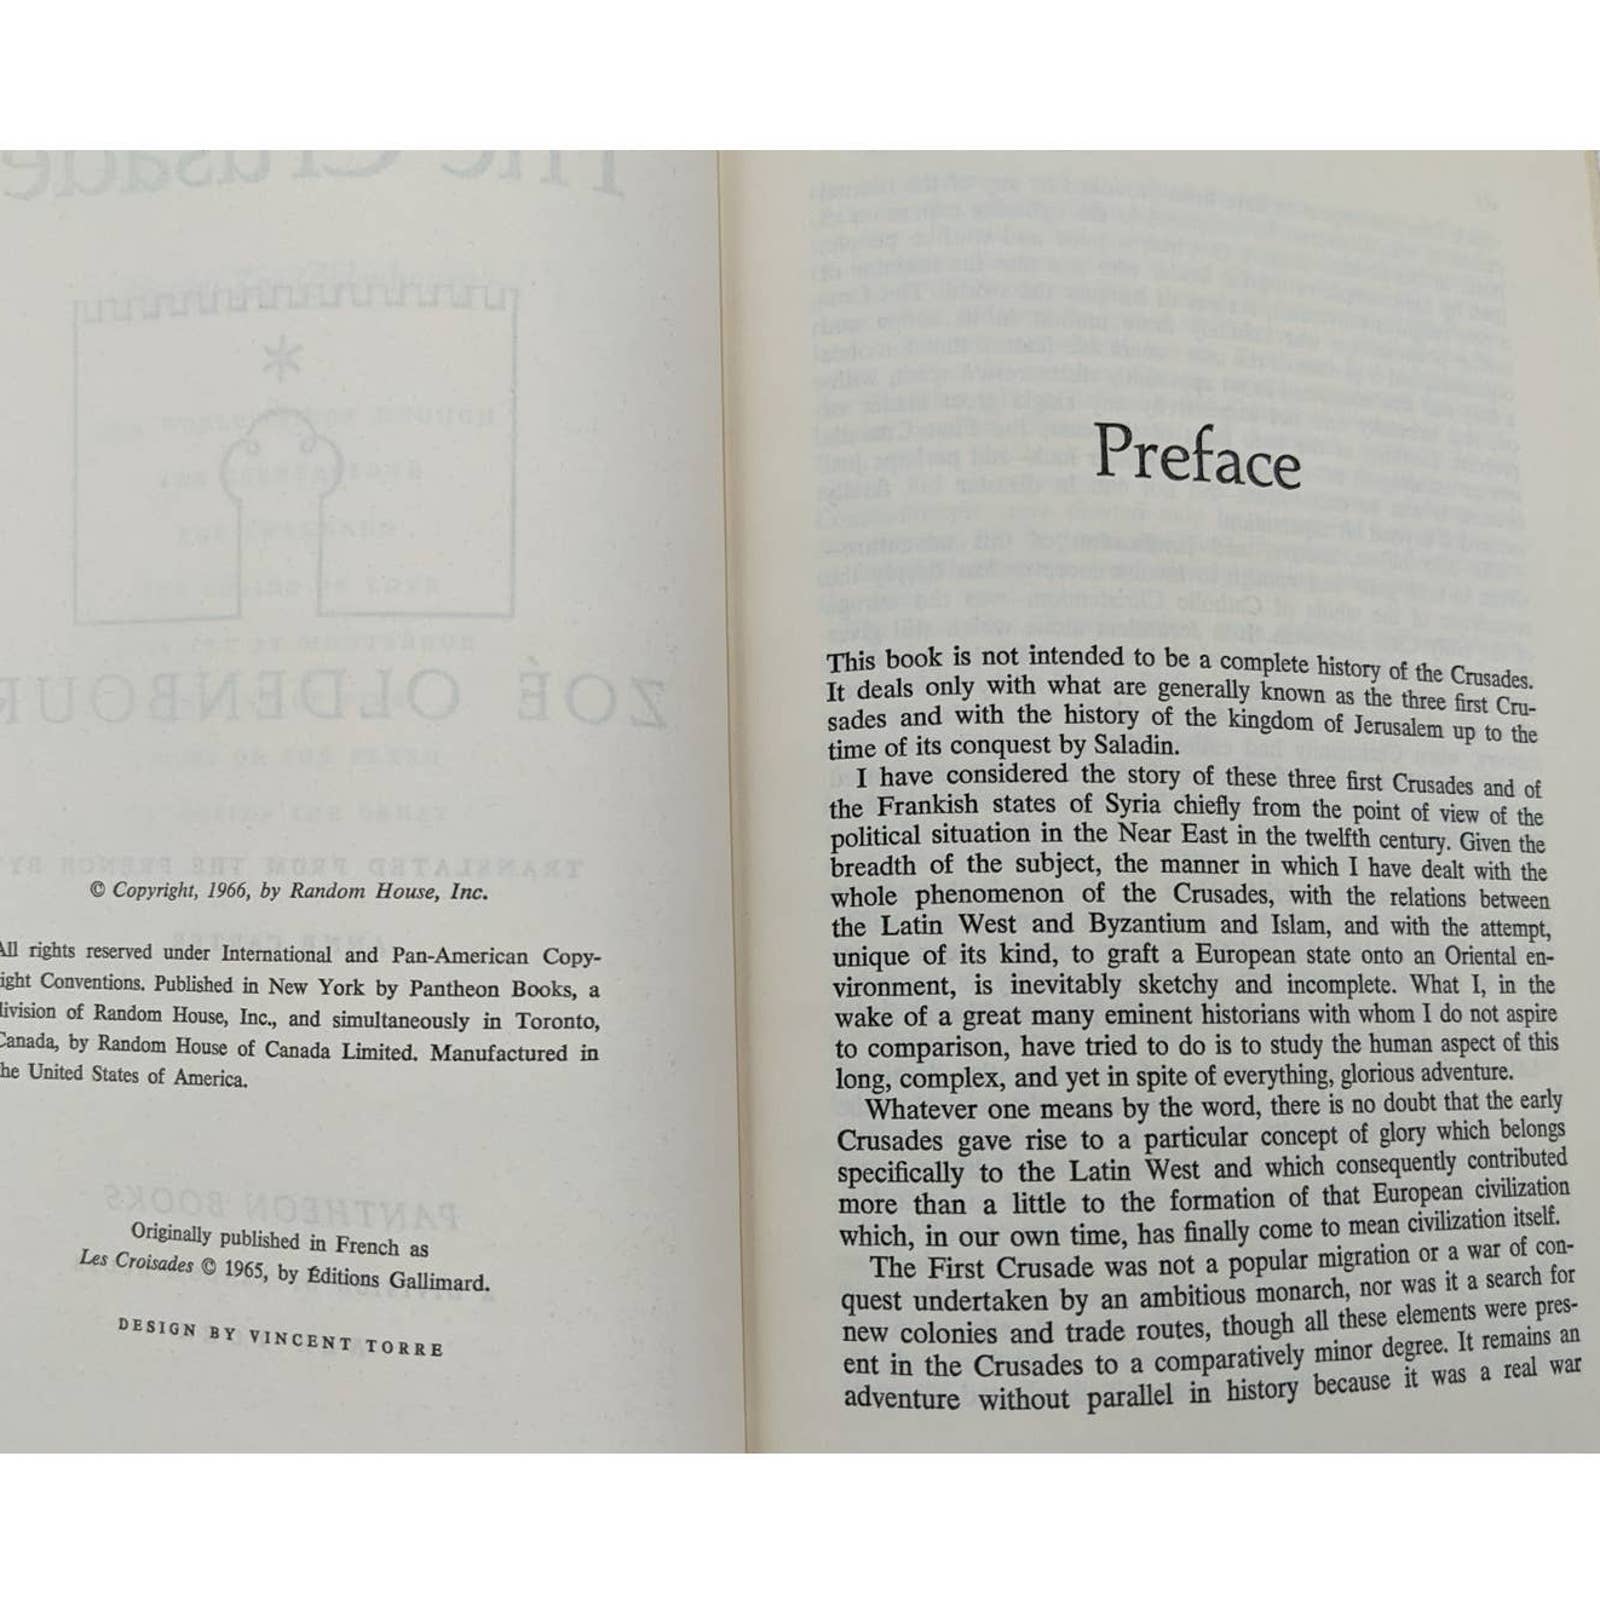 © Copyright, 1966, by Random House, Inc.
All rights reserved under International and Pan-American Copy-
ight Conventions. Published in New York by Pantheon Books, a
division of Random House, Inc., and simultaneously in Toronto,
Canada, by Random House of Canada Limited. Manufactured in
he United States of America.
PANTHEON BOOKS
Originally published in French as
Les Croisades © 1965, by Éditions Gallimard.
DESIGN BY VINCENT TORRE
The Crusade
ZOÉ OLDENBOUR
TRANSLATED FROM THE FRENCH BY
Preface
This book is not intended to be a complete history of the Crusades.
It deals only with what are generally known as the three first Cru-
sades and with the history of the kingdom of Jerusalem up to the
time of its conquest by Saladin.
I have considered the story of these three first Crusades and of
the Frankish states of Syria chiefly from the point of view of the
political situation in the Near East in the twelfth century. Given the
breadth of the subject, the manner in which I have dealt with the
whole phenomenon of the Crusades, with the relations between
the Latin West and Byzantium and Islam, and with the attempt,
unique of its kind, to graft a European state onto an Oriental en-
vironment, is inevitably sketchy and incomplete. What I, in the
wake of a great many eminent historians with whom I do not aspire
to comparison, have tried to do is to study the human aspect of this
long, complex, and yet in spite of everything, glorious adventure.
Whatever one means by the word, there is no doubt that the early
Crusades gave rise to a particular concept of glory which belongs
specifically to the Latin West and which consequently contributed
more than a little to the formation of that European civilization
which, in our own time, has finally come to mean civilization itself.
The First Crusade was not a popular migration or a war of con-
quest undertaken by an ambitious monarch, nor was it a search for
new colonies and trade routes, though all these elements were pres-
ent in the Crusades to a comparatively minor degree. It remains an
adventure without parallel in history because it was a real war